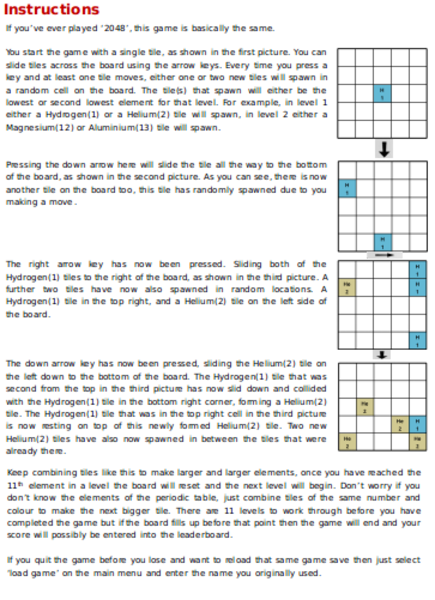 Instructions
If you've ever played '2048', this game is basically the same.
You start the game with a single tile, as shown in the first picture. You can
slide tiles across the board using the arrow keys. Every time you press a
key and at least one tile moves, either one or two new tiles will spawn in
a random cell on the board. The tile(s) that spawn will either be the
lowest or second lowest element for that level. For example, in level 1
either a Hydrogen(1) or a Helium(2) tile will spawn, in level 2 either a
Magnesium(12) or Aluminium(13) tile will spawn.
H
1
Pressing the down arrow here will slide the tile all the way to the bottom
of the board, as shown in the second picture. As you can see, there is now
another tile on the board too, this tile has randomly spawned due to you
making a move.
H
1
H
1
The right arrow key has now been pressed. Sliding both of the
Hydrogen(1) tiles to the right of the board, as shown in the third picture. A
further two tiles have now also spawned in random locations. A
Hydrogen(1) tile in the top right, and a Helium(2) tile on the left side of
the board.
H
1
He
2
H
1
H
1
The down arrow key has now been pressed, sliding the Helium(2) tile on
the left down to the bottom of the board. The Hydrogen(1) tile that was
second from the top in the third picture has now slid down and collided
with the Hydrogen(1) tile in the bottom right corner, forming a Helium(2)
tile. The Hydrogen(1) tile that was in the top right cell in the third picture
is now resting on top of this newly formed Helium(2) tile. Two new
Helium(2) tiles have also now spawned in between the tiles that were
already there.
He
2
He
2
H
1
He
2
He
2
Keep combining tiles like this to make larger and larger elements, once you have reached the
11th element in a level the board will reset and the next level will begin. Don't worry if you
don't know the elements of the periodic table, just combine tiles of the same number and
colour to make the next bigger tile. There are 11 levels to work through before you have
completed the game but if the board fills up before that point then the game will end and your
score will possibly be entered into the leaderboard.
If you quit the game before you lose and want to reload that same game save then just select
'load game' on the main menu and enter the name you originally used.